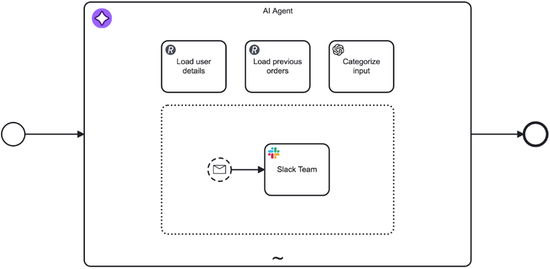 AI Agent
R
Load user
details
R
Load previous
orders
Categorize
input
Slack Team
~